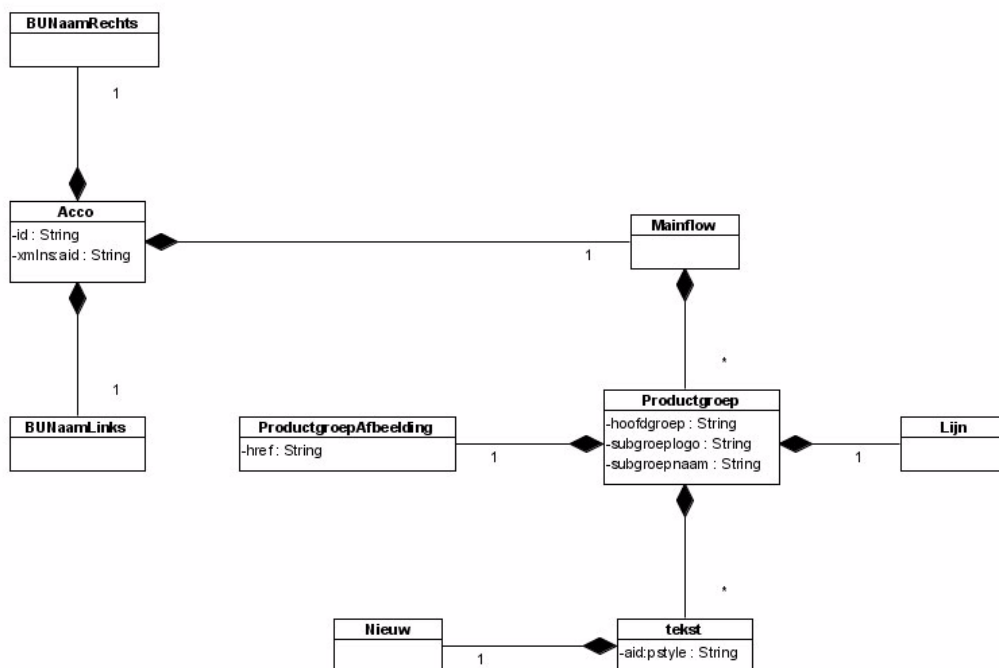 BUNaamRechts
1
Acco
-id : String
-xmlns:aid : String
1
Mainflow
1
BUNaamLinks
*
Productgroep
-hoofdgroep : String
-subgroeplogo : String
-subgroepnaam : String
ProductgroepAfbeelding
-href : String
1
Lijn
1
*
Nieuw
1
tekst
-aid:pstyle : String